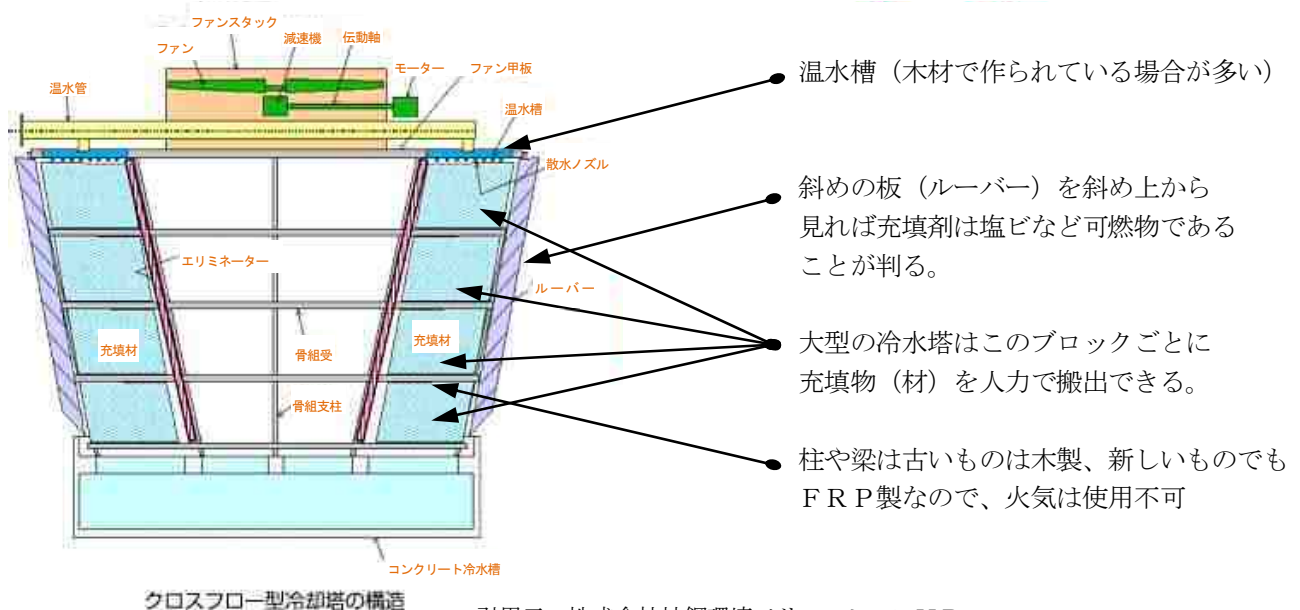 ファンスタック
ファン
減速機
伝動軸
モーター
ファン甲板
温水管
温水槽
散水ノズル
エリミネーター
ルーバー
充填材
充填材
骨組受
骨組支柱
コンクリート冷水槽
クロスフロー型冷却塔の構造
温水槽（木材で作られている場合が多い）
斜めの板（ルーバー）を斜め上から
見れば充填剤は塩ビなど可燃物である
ことが判る。
大型の冷水塔はこのブロックごとに
充填物（材）を人力で搬出できる。
柱や梁は古いものは木製、新しいものでも
ＦＲＰ製なので、火気は使用不可